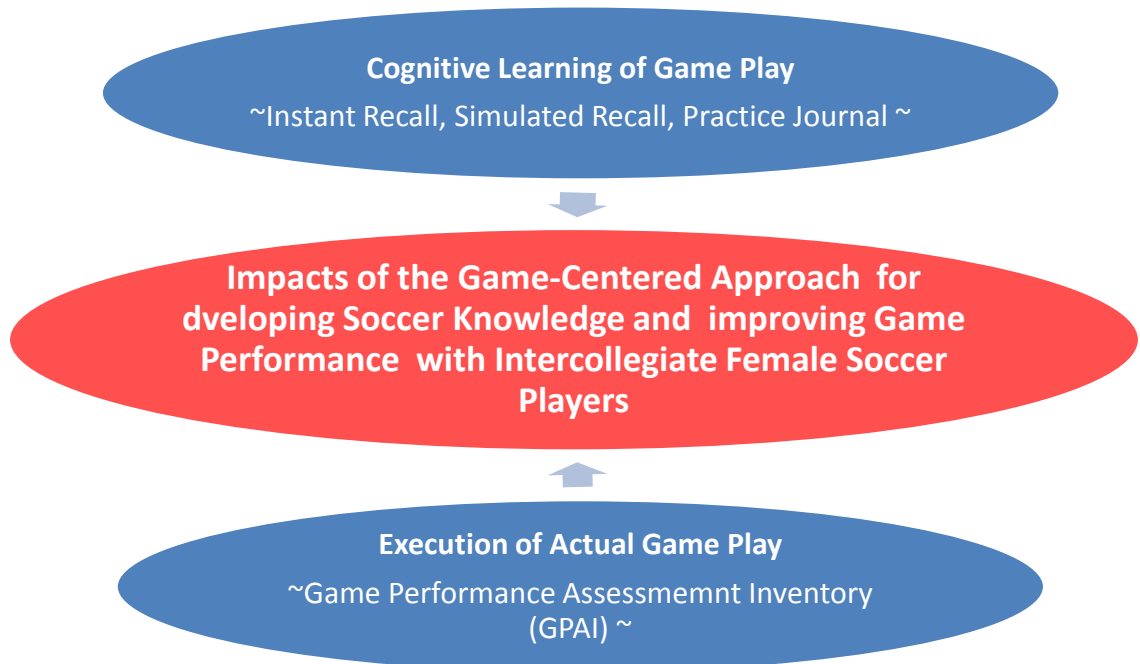 Cognitive Learning of Game Play
~Instant Recall, Simulated Recall, Practice Journal ~
Impacts of the Game-Centered Approach for
dveloping Soccer Knowledge and improving Game
Performance with Intercollegiate Female Soccer
Players
Execution of Actual Game Play
~Game Performance Assessmemnt Inventory
(GPAI) ~